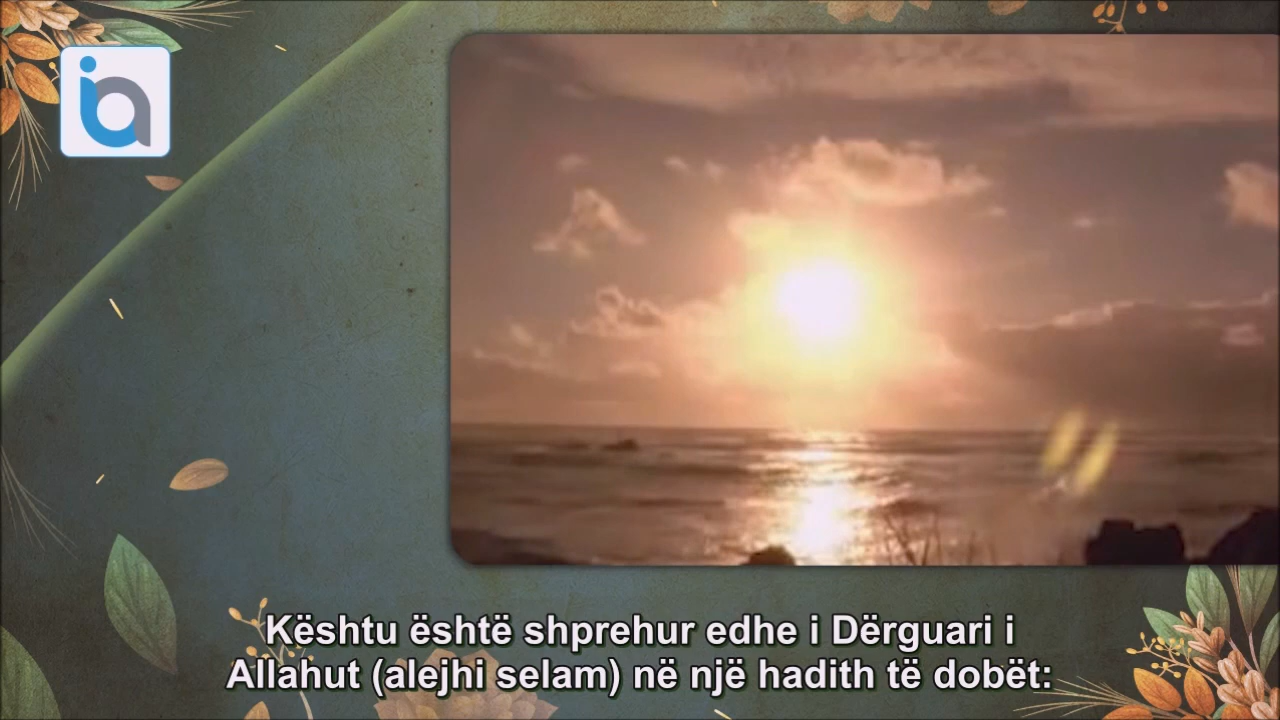 Kështu është shprehur edhe i Dërguari i
Allahut (alejhi selam) në një hadith të dobët: